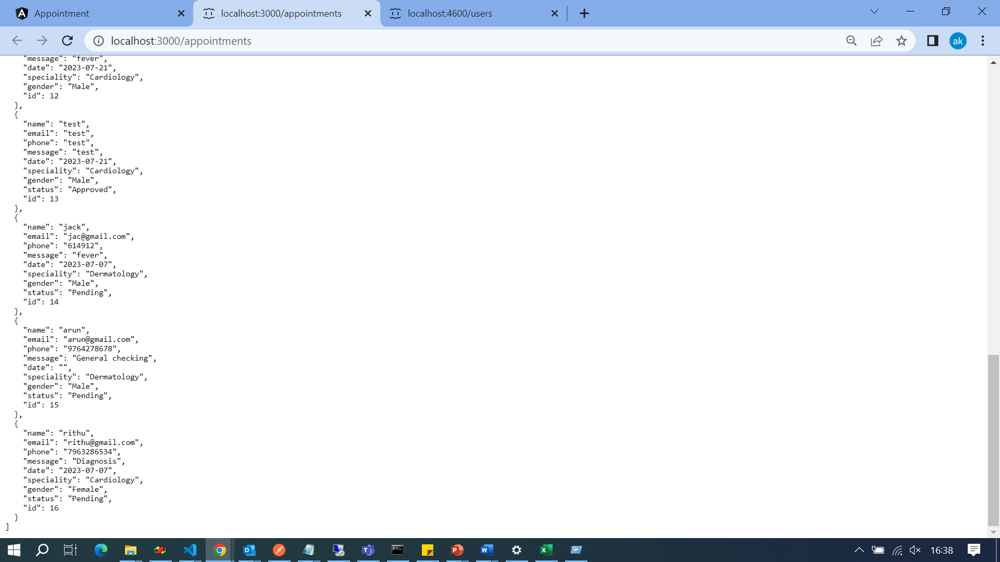 Appointment
localhost:3000/appointments
localhost:4600/users
localhost:3000/appointments
ak
    "message": "fever",
    "date": "2023-07-21",
    "speciality": "Cardiology",
    "gender": "Male",
    "id": 12
  },
  {
    "name": "test",
    "email": "test",
    "phone": "test",
    "message": "test",
    "date": "2023-07-21",
    "speciality": "Cardiology",
    "gender": "Male",
    "status": "Approved",
    "id": 13
  },
  {
    "name": "jack",
    "email": "jac@gmail.com",
    "phone": "614912",
    "message": "fever",
    "date": "2023-07-07",
    "speciality": "Dermatology",
    "gender": "Male",
    "status": "Pending",
    "id": 14
  },
  {
    "name": "arun",
    "email": "arun@gmail.com",
    "phone": "9764278678",
    "message": "General checking",
    "date": "",
    "speciality": "Dermatology",
    "gender": "Male",
    "status": "Pending",
    "id": 15
  },
  {
    "name": "rithu",
    "email": "rithu@gmail.com",
    "phone": "7963286534",
    "message": "Diagnosis",
    "date": "2023-07-07",
    "speciality": "Cardiology",
    "gender": "Female",
    "status": "Pending",
    "id": 16
  }
]
16:38